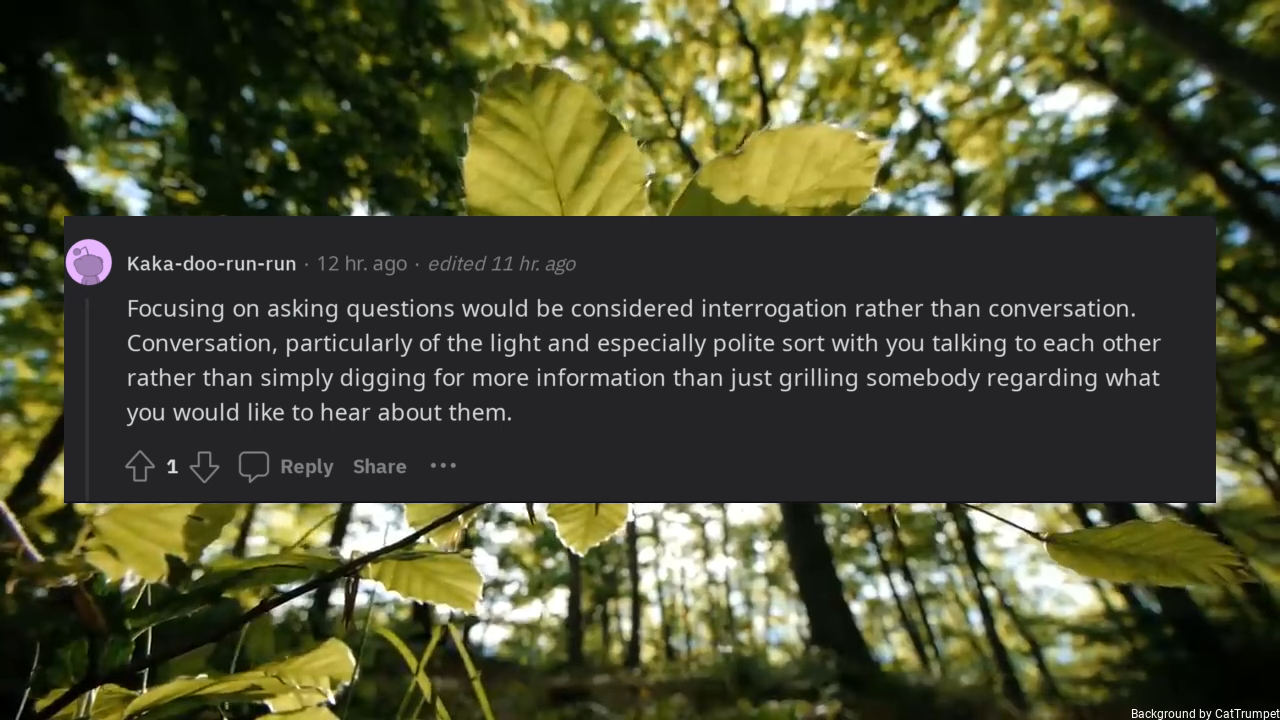 Kaka-doo-run-run · 12 hr. ago · edited 11 hr. ago
Focusing on asking questions would be considered interrogation rather than conversation.
Conversation, particularly of the light and especially polite sort with you talking to each other
rather than simply digging for more information than just grilling somebody regarding what
you would like to hear about them.
1 Reply Share ···
Background by CatTrumpet